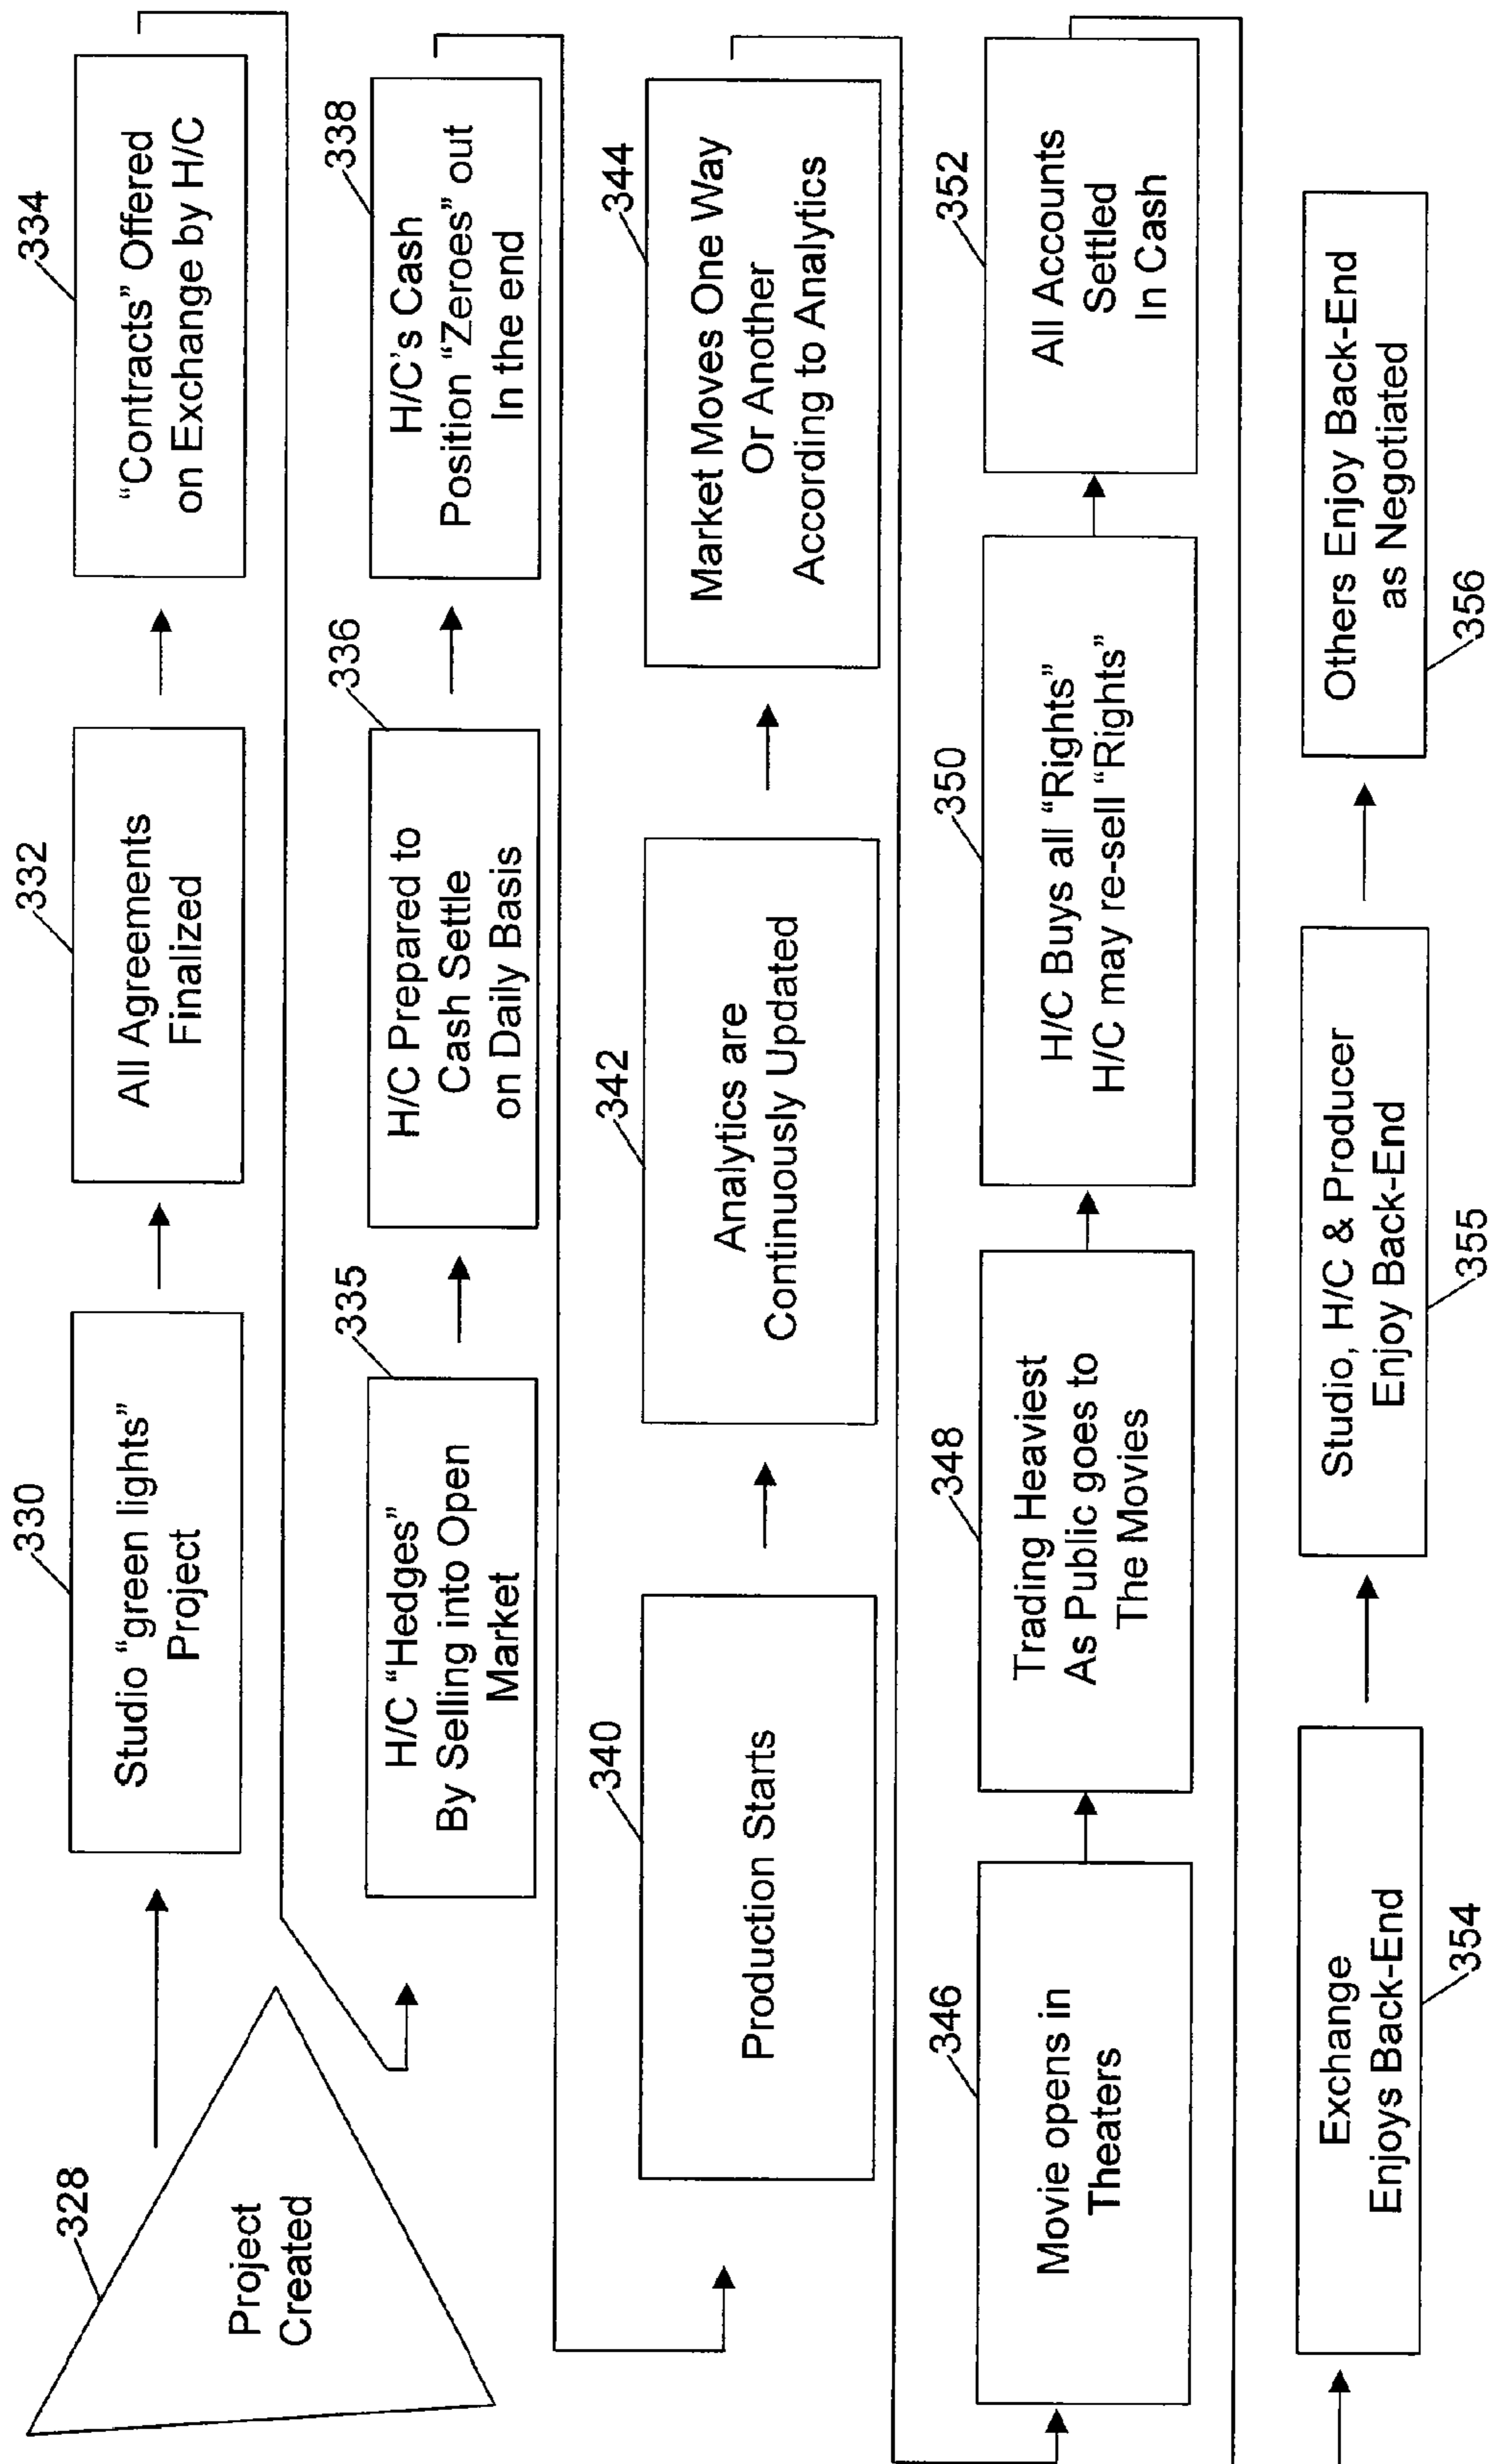 328
Project
Created
330
Studio “green lights”
Project
332
All Agreements
Finalized
334
“Contracts” Offered
on Exchange by H/C
335
H/C “Hedges”
By Selling into Open
Market
336
H/C Prepared to
Cash Settle
on Daily Basis
338
H/C's Cash
Position “Zeroes” out
In the end
340
Production Starts
342
Analytics are
Continuously Updated
344
Market Moves One Way
Or Another
According to Analytics
346
Movie opens in
Theaters
348
Trading Heaviest
As Public goes to
The Movies
350
H/C Buys all “Rights”
H/C may re-sell “Rights”
352
All Accounts
Settled
In Cash
Exchange
Enjoys Back-End
354
Studio, H/C & Producer
Enjoy Back-End
355
Others Enjoy Back-End
as Negotiated
356